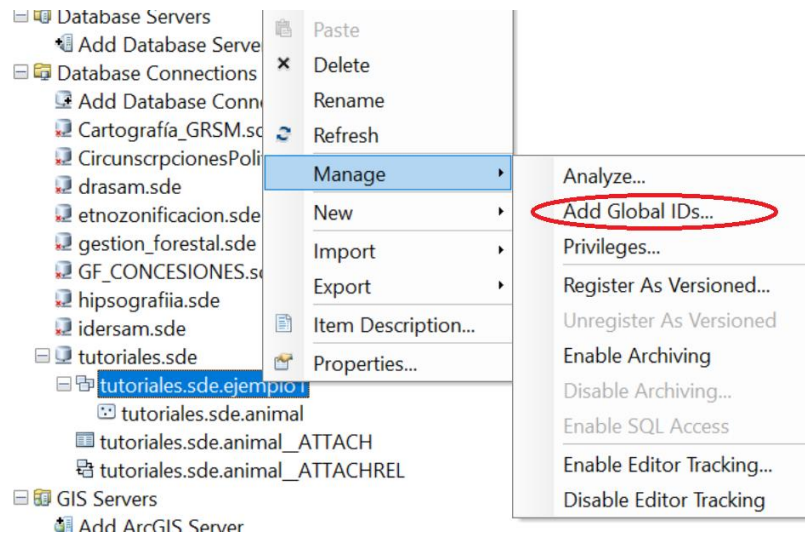 Database Servers
Add Database Serve
Database Connections
Add Database Conn
Cartografía_GRSM.sc
CircunscrpcionesPoli
drasam.sde
etnozonificacion.sde
gestion_forestal.sde
GF_CONCESIONES.s
hipsografiia.sde
idersam.sde
tutoriales.sde
tutoriales.sde.ejemplo1
tutoriales.sde.animal
tutoriales.sde.animal__ATTACH
tutoriales.sde.animal__ATTACHREL
GIS Servers
Add ArcGIS Server
Paste
Delete
Rename
Refresh
Manage
New
Import
Export
Item Description...
Properties...
Analyze...
Add Global IDs...
Privileges...
Register As Versioned...
Unregister As Versioned
Enable Archiving
Disable Archiving...
Enable SQL Access
Enable Editor Tracking...
Disable Editor Tracking